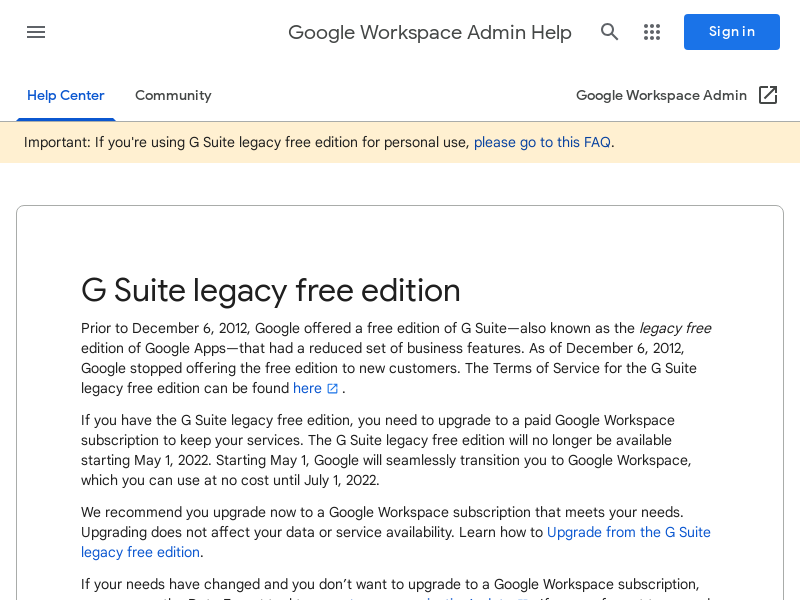 Google Workspace Admin Help
Sign in
Help Center
Community
Google Workspace Admin
Important: If you're using G Suite legacy free edition for personal use, please go to this FAQ.
G Suite legacy free edition
Prior to December 6, 2012, Google offered a free edition of G Suite—also known as the legacy free
edition of Google Apps—that had a reduced set of business features. As of December 6, 2012,
Google stopped offering the free edition to new customers. The Terms of Service for the G Suite
legacy free edition can be found here .
If you have the G Suite legacy free edition, you need to upgrade to a paid Google Workspace
subscription to keep your services. The G Suite legacy free edition will no longer be available
starting May 1, 2022. Starting May 1, Google will seamlessly transition you to Google Workspace,
which you can use at no cost until July 1, 2022.
We recommend you upgrade now to a Google Workspace subscription that meets your needs.
Upgrading does not affect your data or service availability. Learn how to Upgrade from the G Suite
legacy free edition.
If your needs have changed and you don’t want to upgrade to a Google Workspace subscription,